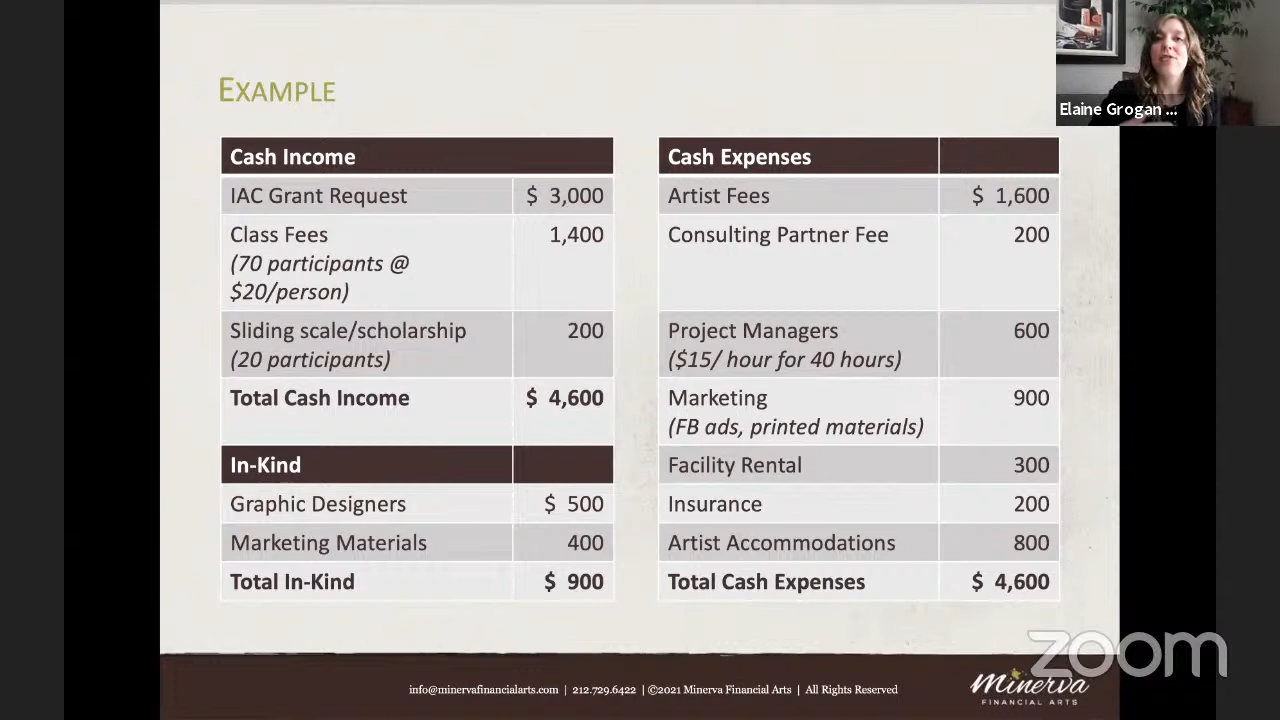 EXAMPLE
Cash Income
IAC Grant Request $ 3,000
Class Fees 1,400
(70 participants @
$20/person)
Sliding scale/scholarship 200
(20 participants)
Total Cash Income $ 4,600
In-Kind
Graphic Designers $ 500
Marketing Materials 400
Total In-Kind $ 900
Cash Expenses
Artist Fees $ 1,600
Consulting Partner Fee 200
Project Managers 600
($15/ hour for 40 hours)
Marketing 900
(FB ads, printed materials)
Facility Rental 300
Insurance 200
Artist Accommodations 800
Total Cash Expenses $ 4,600
Elaine Grogan ...
info@minervafinancialarts.com | 212.729.6422 | ©2021 Minerva Financial Arts | All Rights Reserved
Minerva
FINANCIAL ARTS
zoom